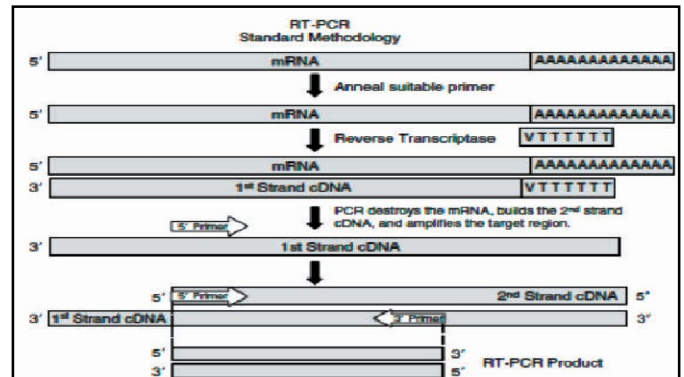 RT-PCR
Standard Methodology
5' mRNA AAAAAAAAAAAAA
Anneal suitable primer
5' mRNA AAAAAAAAAAAAA
Reverse Transcriptase VTTTTTT
5' mRNA AAAAAAAAAAAAA
3' 1st Strand cDNA VTTTTTT
PCR destroys the mRNA, builds the 2nd strand
cDNA, and amplifies the target region.
5' Primer
3' 1st Strand cDNA
5' 5' Primer 2nd Strand cDNA 5"
3' 1st Strand cDNA 3' Primer 3"
5' 3'
RT-PCR Product
3' 5'